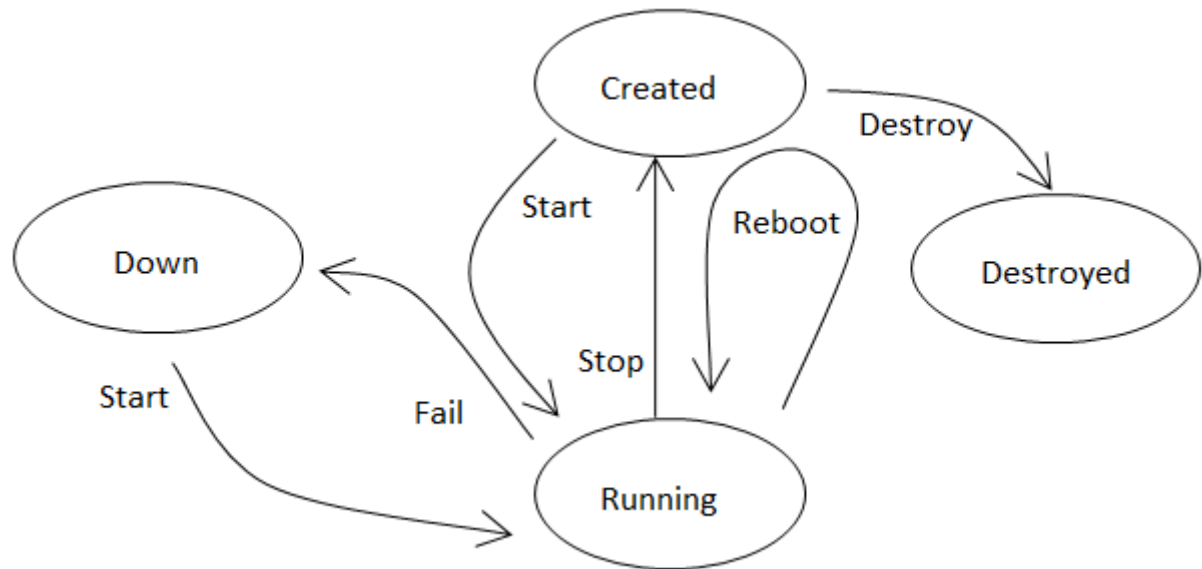 Created
Destroy
Start
Reboot
Down
Destroyed
Stop
Start
Fail
Running